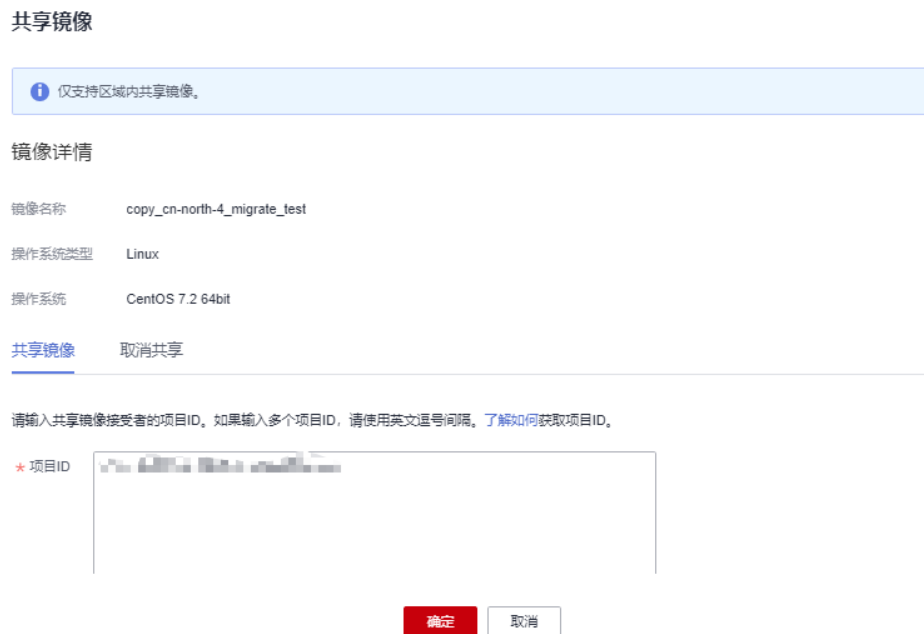 共享镜像
仅支持区域内共享镜像。
镜像详情
镜像名称 copy_cn-north-4_migrate_test
操作系统类型 Linux
操作系统 CentOS 7.2 64bit
共享镜像 取消共享
请输入共享镜像接受者的项目ID。如果输入多个项目ID，请使用英文逗号间隔。了解如何获取项目ID。
★ 项目ID
确定 取消